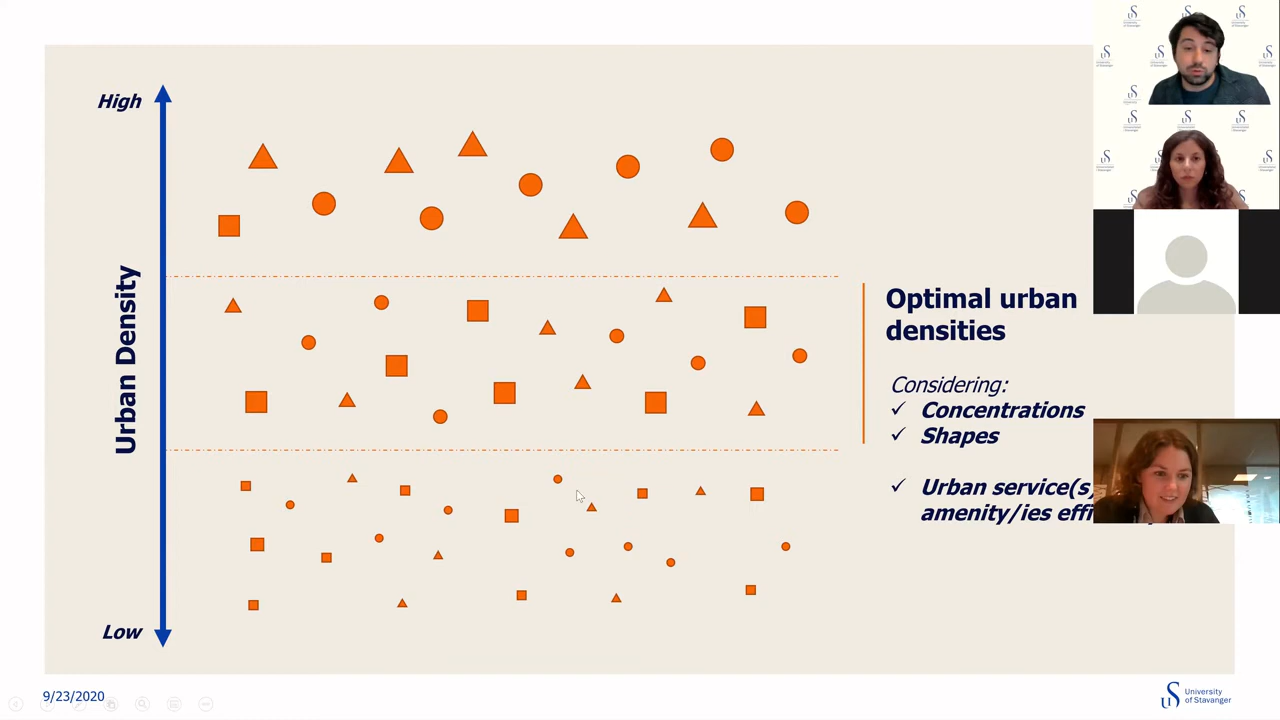 High
Urban Density
Low
Optimal urban
densities
Considering:
✓ Concentrations
✓ Shapes
✓ Urban service(s)
amenity/ies effi
9/23/2020
University
of Stavanger